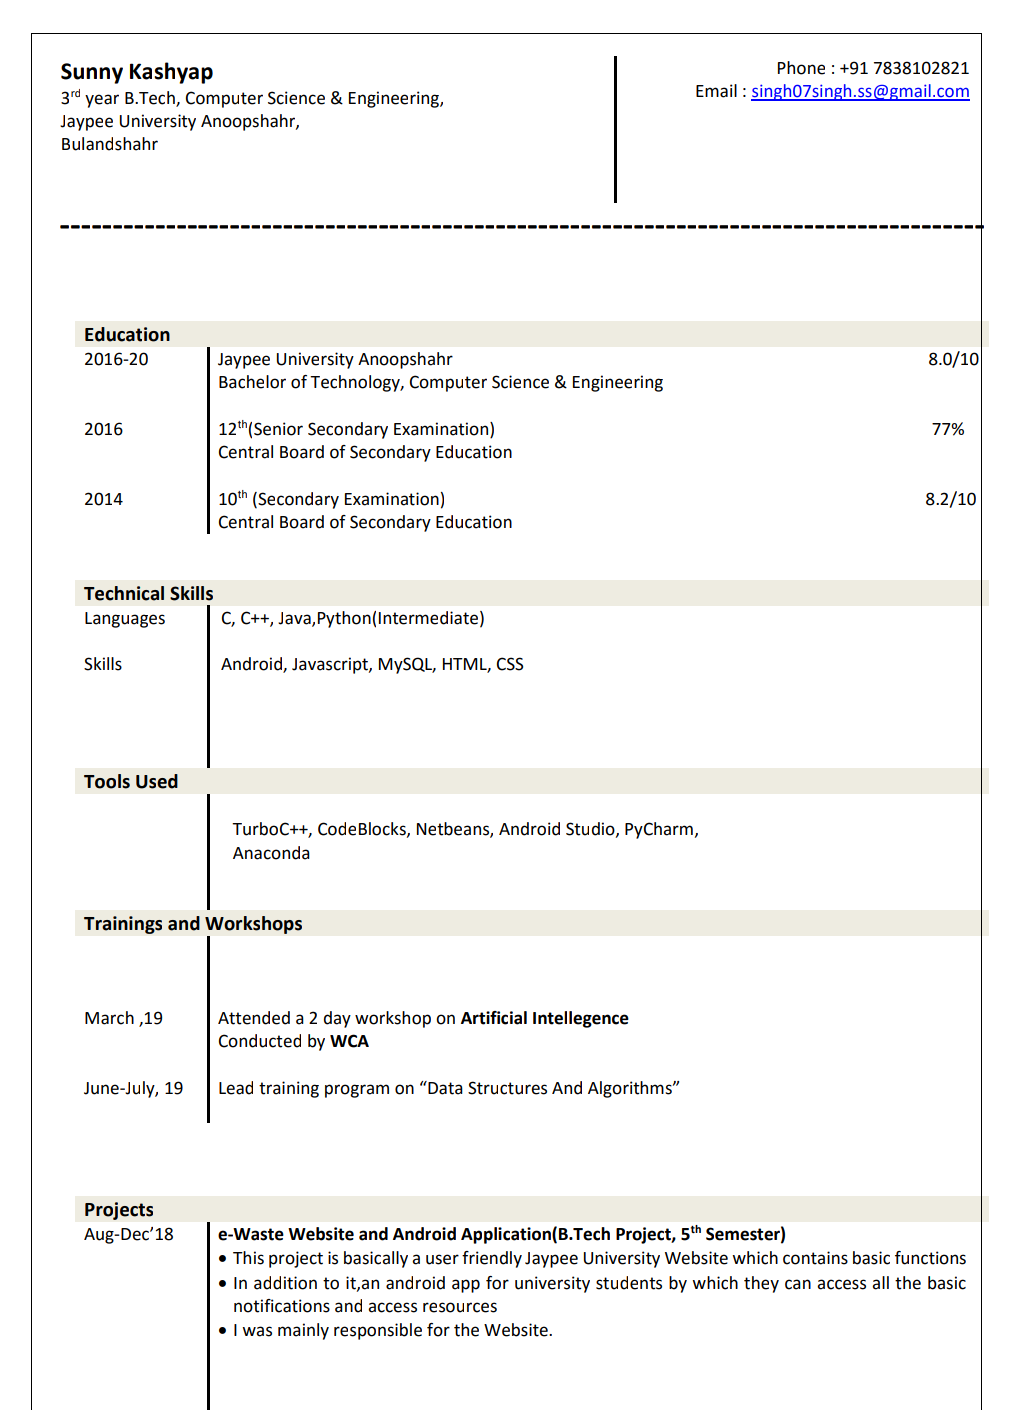 Sunny Kashyap
3rd year B.Tech, Computer Science & Engineering,
Jaypee University Anoopshahr,
Bulandshahr
Phone : +91 7838102821
Email : singh07singh.ss@gmail.com
Education
2016-20 Jaypee University Anoopshahr 8.0/10
Bachelor of Technology, Computer Science & Engineering
2016 12th(Senior Secondary Examination) 77%
Central Board of Secondary Education
2014 10th (Secondary Examination) 8.2/10
Central Board of Secondary Education
Technical Skills
Languages C, C++, Java,Python(Intermediate)
Skills Android, Javascript, MySQL, HTML, CSS
Tools Used
TurboC++, CodeBlocks, Netbeans, Android Studio, PyCharm,
Anaconda
Trainings and Workshops
March ,19 Attended a 2 day workshop on Artificial Intellegence
Conducted by WCA
June-July, 19 Lead training program on “Data Structures And Algorithms”
Projects
Aug-Dec’18 e-Waste Website and Android Application(B.Tech Project, 5th Semester)
• This project is basically a user friendly Jaypee University Website which contains basic functions
• In addition to it,an android app for university students by which they can access all the basic
notifications and access resources
• I was mainly responsible for the Website.